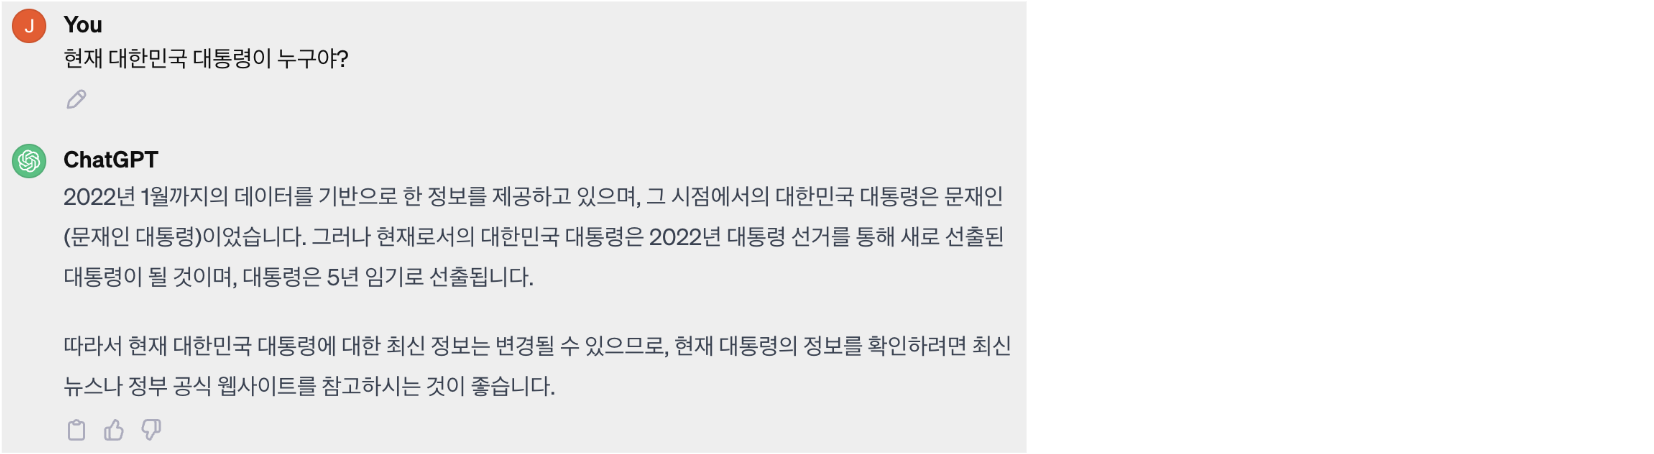 J
You
현재 대한민국 대통령이 누구야?
ChatGPT
2022년 1월까지의 데이터를 기반으로 한 정보를 제공하고 있으며, 그 시점에서의 대한민국 대통령은 문재인
(문재인 대통령)이었습니다. 그러나 현재로서의 대한민국 대통령은 2022년 대통령 선거를 통해 새로 선출된
대통령이 될 것이며, 대통령은 5년 임기로 선출됩니다.
따라서 현재 대한민국 대통령에 대한 최신 정보는 변경될 수 있으므로, 현재 대통령의 정보를 확인하려면 최신
뉴스나 정부 공식 웹사이트를 참고하시는 것이 좋습니다.